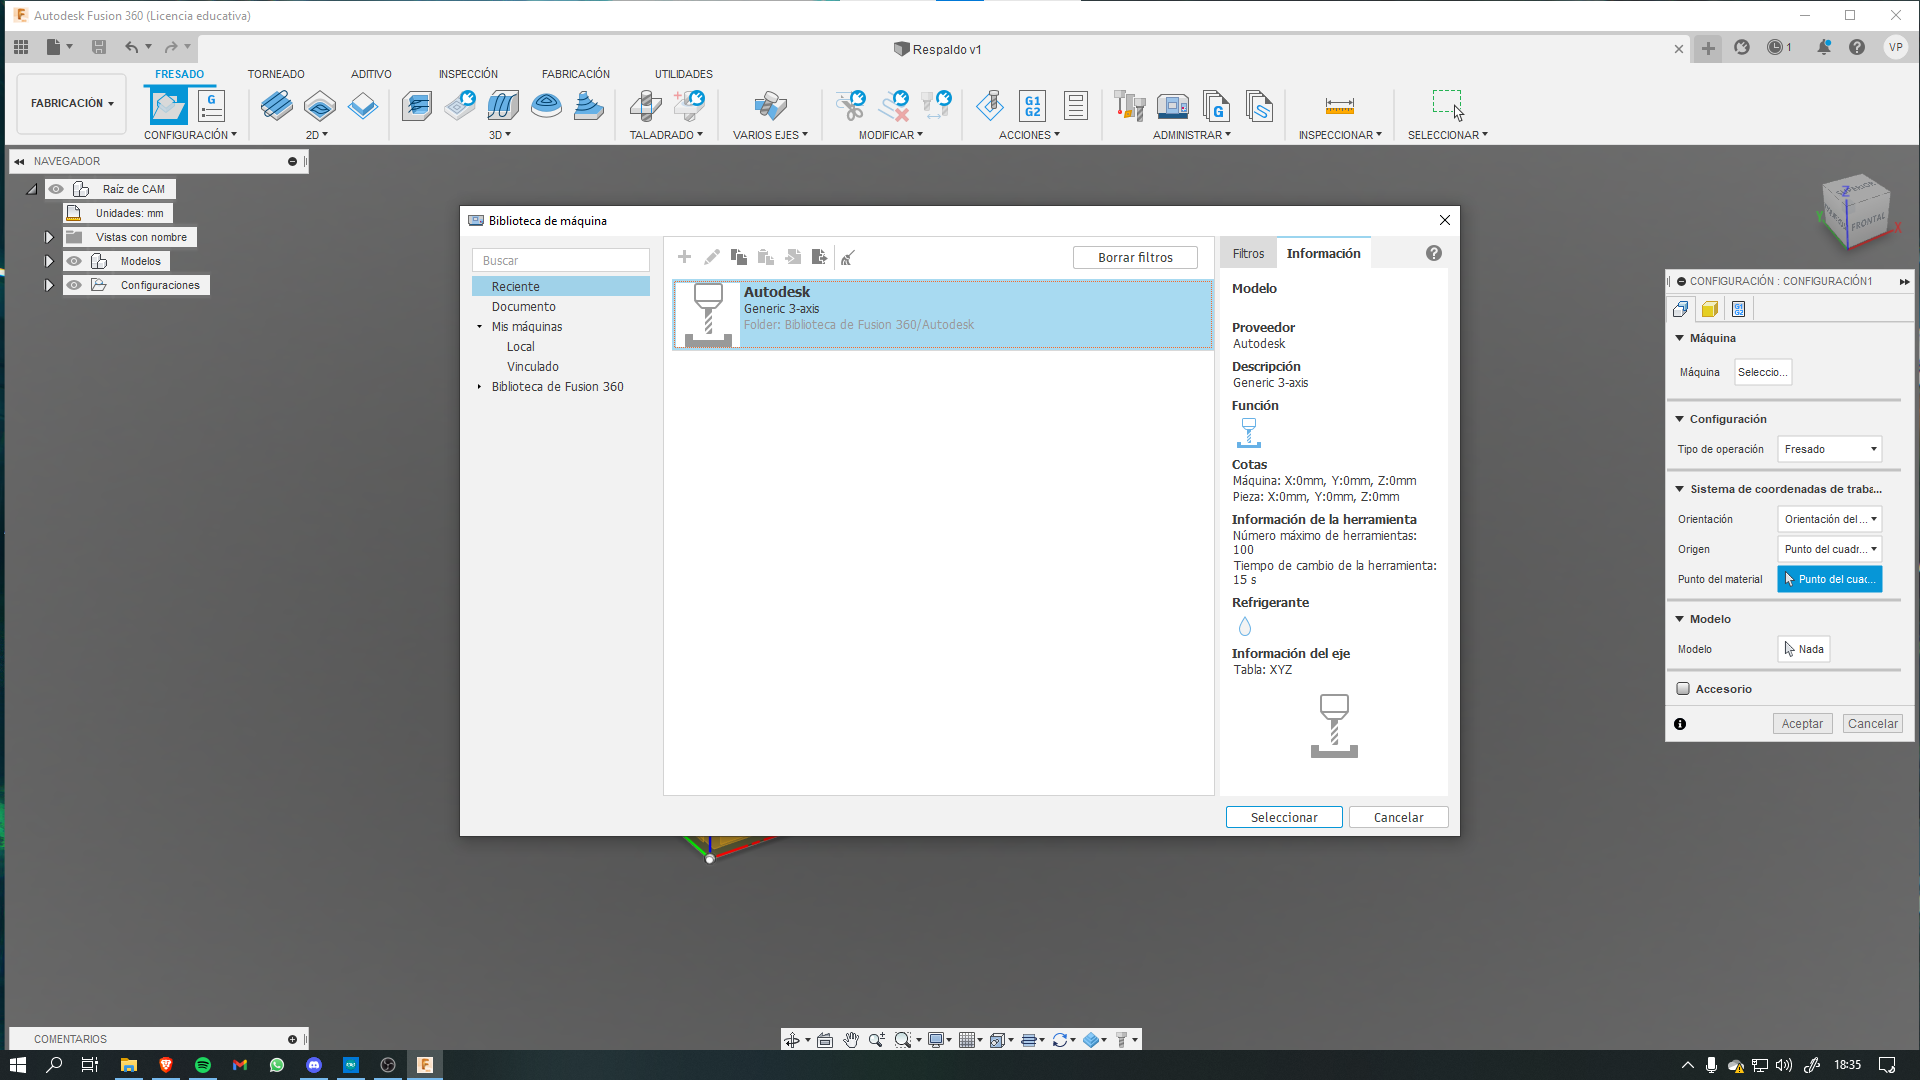 Autodesk Fusion 360 (Licencia educativa)
Respaldo v1
1
VP
FABRICACIÓN
FRESADO
TORNEADO
ADITIVO
INSPECCIÓN
FABRICACIÓN
UTILIDADES
G
G1
G2
G
CONFIGURACIÓN
2D
3D
TALADRADO
VARIOS EJES
MODIFICAR
ACCIONES
ADMINISTRAR
INSPECCIONAR
SELECCIONAR
NAVEGADOR
Raíz de CAM
Unidades: mm
Vistas con nombre
Modelos
Configuraciones
SUPERIOR
FRONTAL
Z
Y
X
Biblioteca de máquina
Buscar
Reciente
Documento
Mis máquinas
Local
Vinculado
Biblioteca de Fusion 360
Borrar filtros
Autodesk
Generic 3-axis
Folder: Biblioteca de Fusion 360/Autodesk
Filtros
Información
Modelo
Proveedor
Autodesk
Descripción
Generic 3-axis
Función
Cotas
Máquina: X:0mm, Y:0mm, Z:0mm
Pieza: X:0mm, Y:0mm, Z:0mm
Información de la herramienta
Número máximo de herramientas:
100
Tiempo de cambio de la herramienta:
15 s
Refrigerante
Información del eje
Tabla: XYZ
Seleccionar
Cancelar
CONFIGURACIÓN : CONFIGURACIÓN1
Máquina
Máquina
Seleccio...
Configuración
Tipo de operación
Fresado
Sistema de coordenadas de traba...
Orientación
Orientación del ...
Origen
Punto del cuadr...
Punto del material
Punto del cuac...
Modelo
Modelo
Nada
Accesorio
Aceptar
Cancelar
COMENTARIOS
18:35